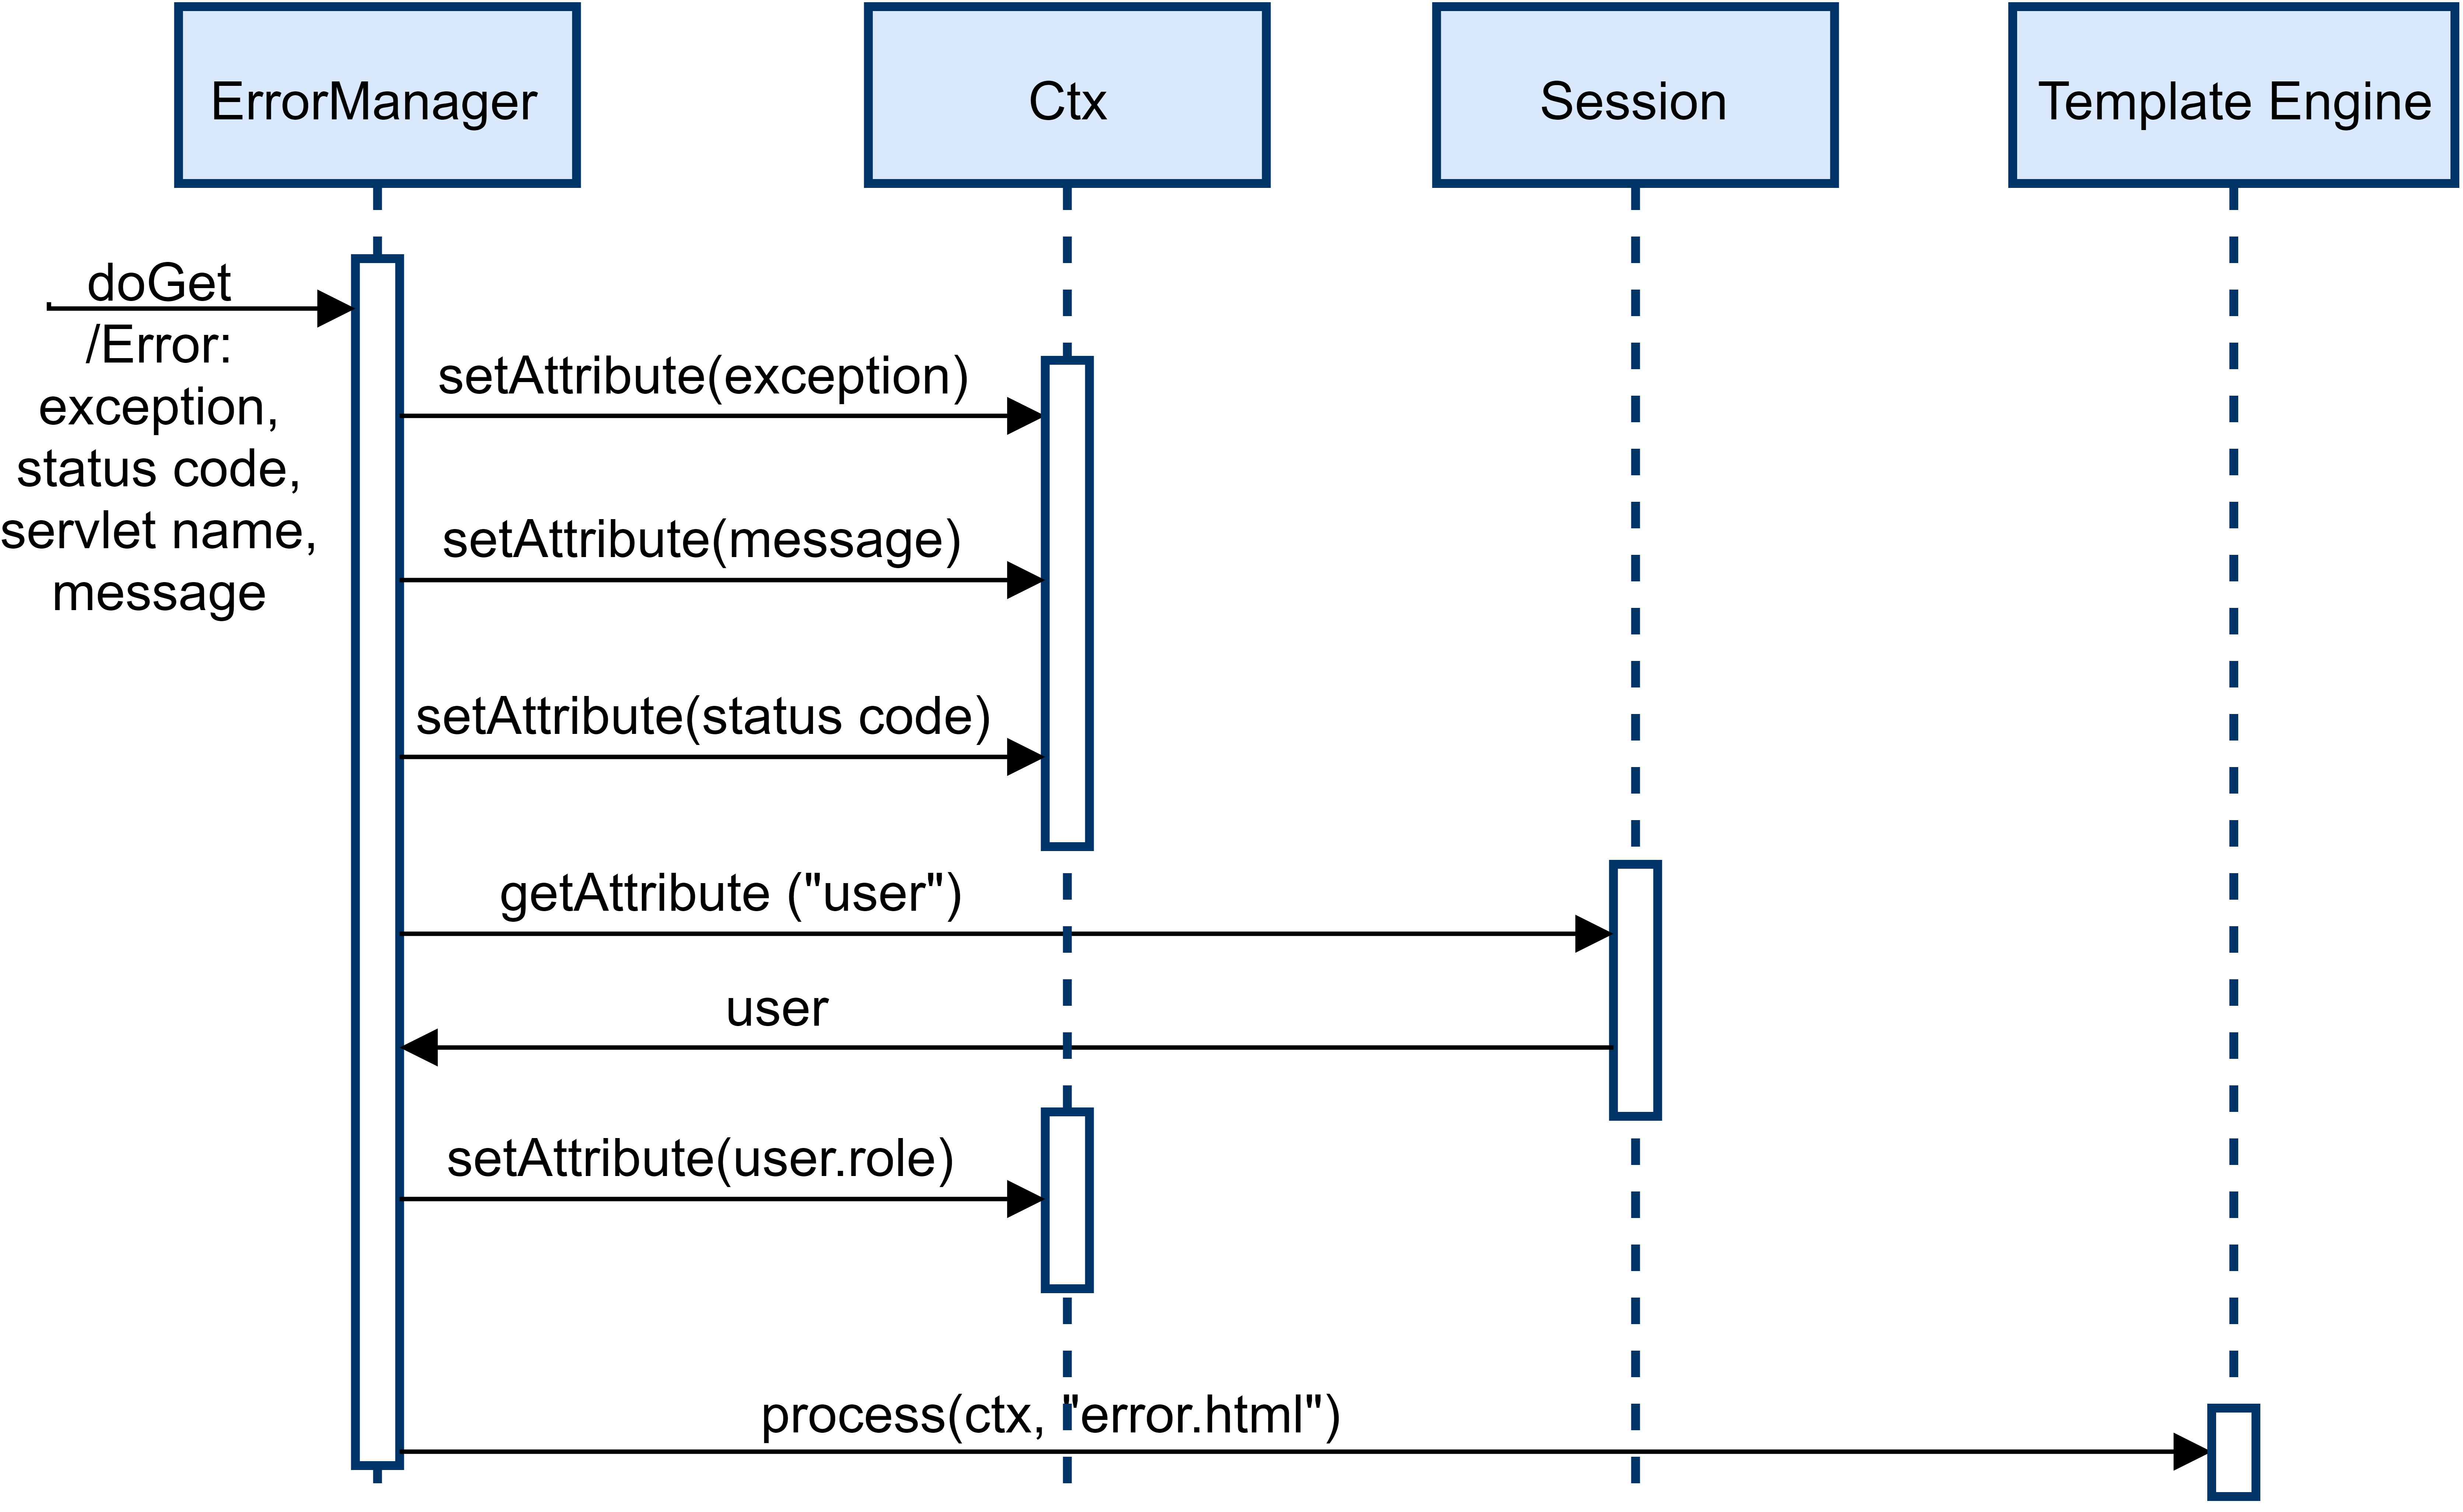 ErrorManager
Ctx
Session
Template Engine
doGet
/Error:
exception,
status code,
servlet name,
message
setAttribute(exception)
setAttribute(message)
setAttribute(status code)
getAttribute ("user")
user
setAttribute(user.role)
process(ctx, "error.html")